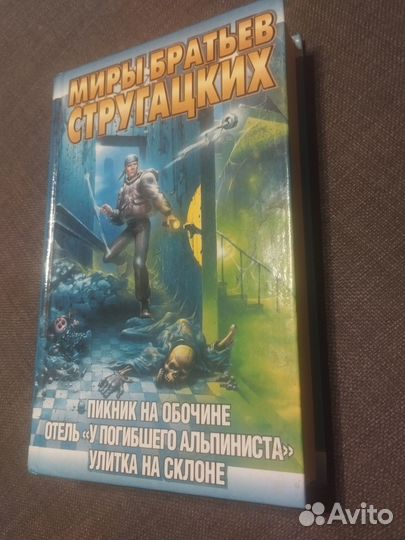 МИРЫ БРАТЬЕВ
СТРУГАЦКИХ
ПИКНИК НА ОБОЧИНЕ
ОТЕЛЬ «У ПОГИБШЕГО АЛЬПИНИСТА»
УЛИТКА НА СКЛОНЕ
Avito